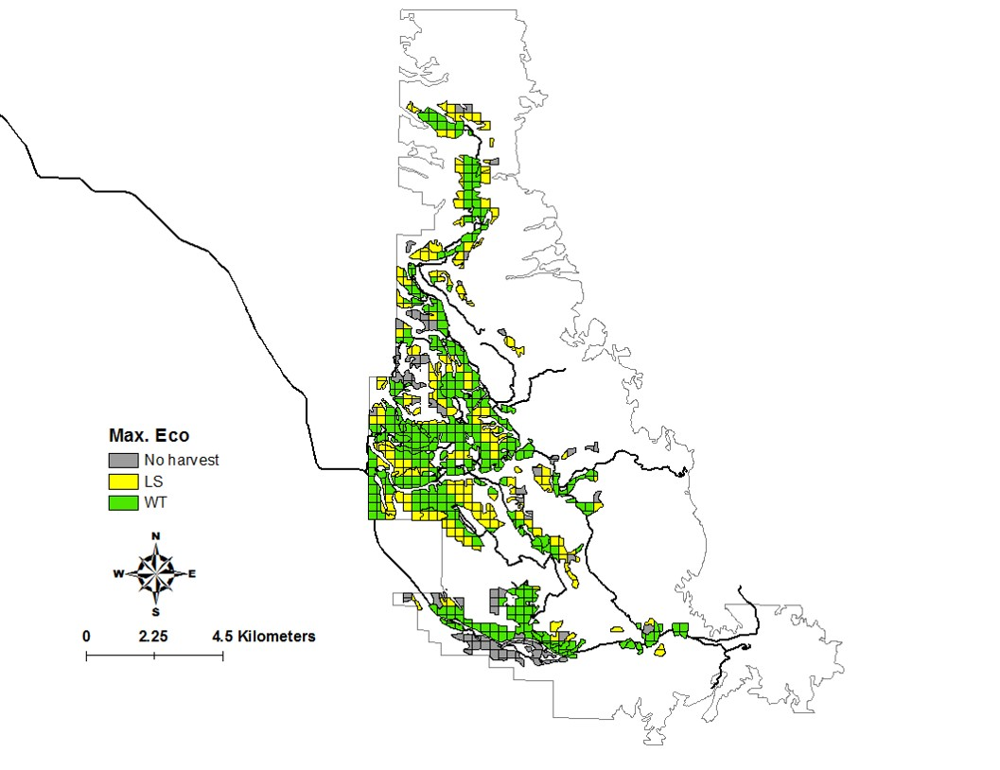 Max. Eco
No harvest
LS
WT
N
W E
S
0 2.25 4.5 Kilometers